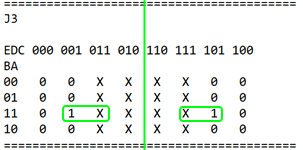 ==================================
J3
EDC 000 001 011 010 110 111 101 100
BA
00 0 0 X X X X 0 0
01 0 0 X X X X 0 0
11 0 1 X X X X 1 0
10 0 0 X X X X 0 0
==================================